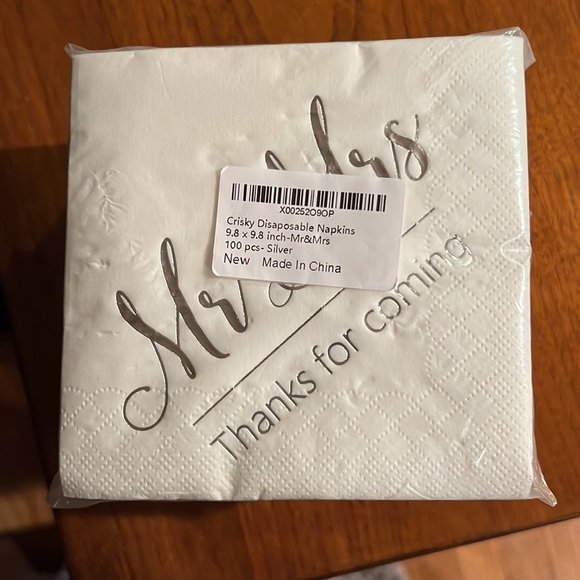 Mr & Mrs
Thanks for coming
X00252O9OP
Crisky Disaposable Napkins
9.8 x 9.8 inch-Mr&Mrs
100 pcs- Silver
New Made In China